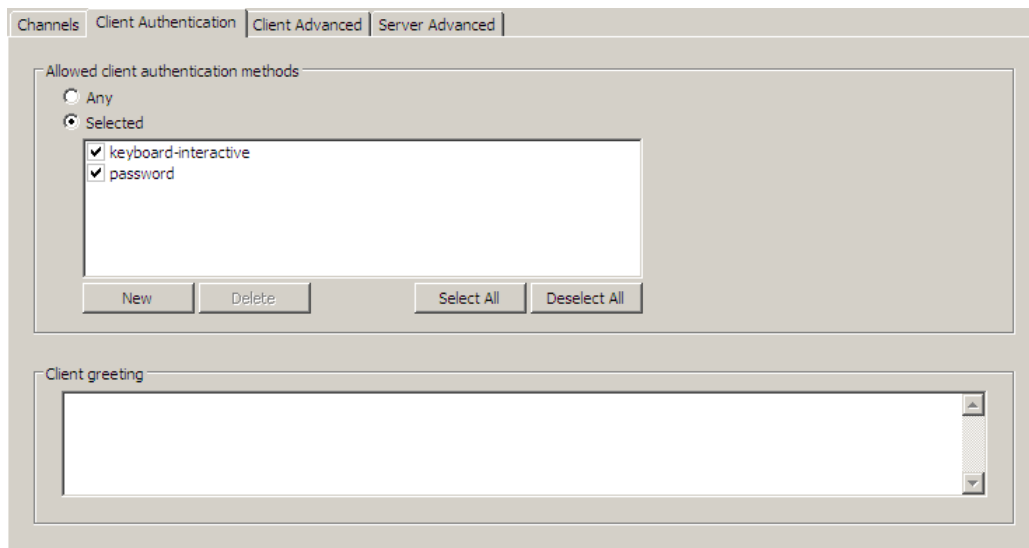 Channels Client Authentication Client Advanced Server Advanced
Allowed client authentication methods
Any
Selected
keyboard-interactive
password
New Delete Select All Deselect All
Client greeting